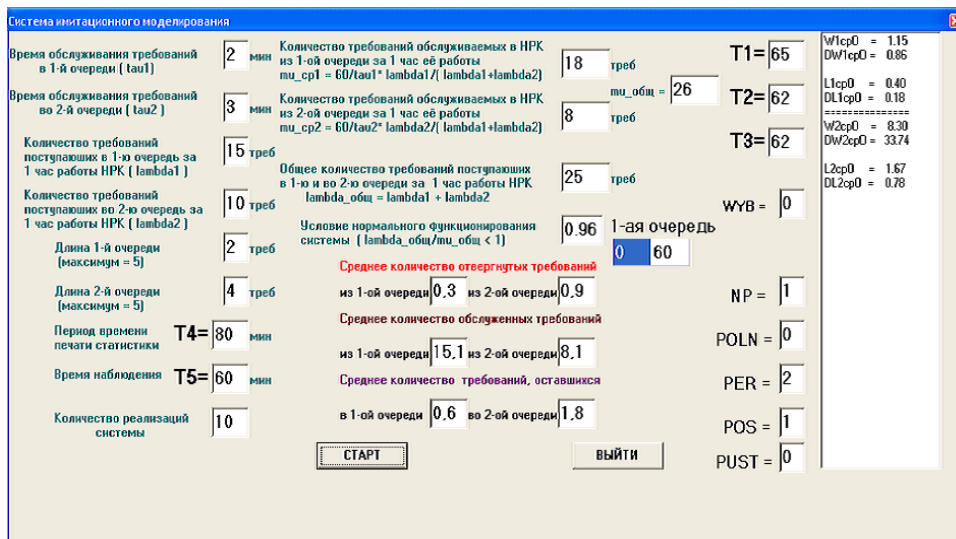 Система имитационного моделирования
Время обслуживания требований
в 1-й очереди ( tau1)
2 мин
Время обслуживания требований
во 2-й очереди ( tau2 )
3 мин
Количество требований
поступающих в 1-ю очередь за
1 час работы НРК ( lambda1 )
15 треб
Количество требований
поступающих во 2-ю очередь за
1 час работы НРК ( lambda2 )
10 треб
Длина 1-й очереди
(максимум = 5)
2 треб
Длина 2-й очереди
(максимум = 5)
4 треб
Период времени
печати статистики
T4= 80 мин
Время наблюдения T5= 60 мин
Количество реализаций
системы
10
Количество требований обслуживаемых в НРК
из 1-ой очереди за 1 час её работы
mu_cp1 = 60/tau1* lambda1/( lambda1+lambda2)
18 треб
Количество требований обслуживаемых в НРК
из 2-ой очереди за 1 час её работы
mu_cp2 = 60/tau2* lambda2/( lambda1+lambda2)
8 треб
mu_общ = 26
Общее количество требований поступающих
в 1-ю и во 2-ю очереди за 1 час работы НРК
lambda_общ = lambda1 + lambda2
25 треб
Условие нормального функционирования
системы ( lambda_общ/mu_общ < 1)
0.96
1-ая очередь
0 60
Среднее количество отвергнутых требований
из 1-ой очереди 0,3 из 2-ой очереди 0,9
Среднее количество обслуженных требований
из 1-ой очереди 15,1 из 2-ой очереди 8,1
Среднее количество требований, оставшихся
в 1-ой очереди 0,6 во 2-ой очереди 1,8
СТАРТ
ВЫЙТИ
T1= 65
T2= 62
T3= 62
WYB = 0
NP = 1
POLN = 0
PER = 2
POS = 1
PUST = 0
W1cp0 = 1.15
DW1cp0 = 0.86
L1cp0 = 0.40
DL1cp0 = 0.18
===============
W2cp0 = 8.30
DW2cp0 = 33.74
L2cp0 = 1.67
DL2cp0 = 0.78